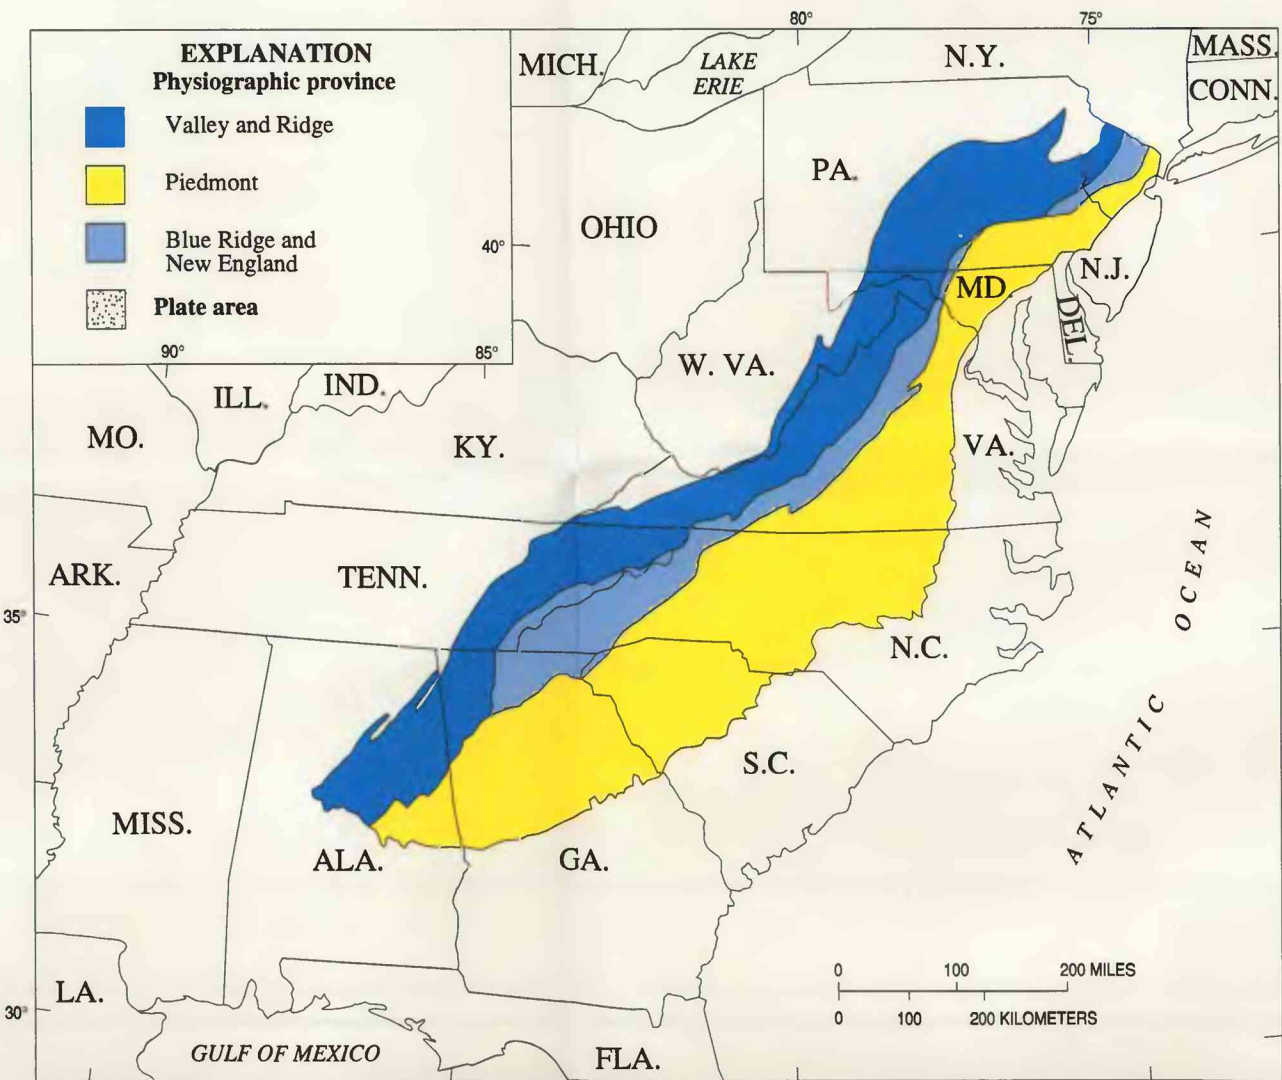 80°
75°
EXPLANATION
Physiographic province
Valley and Ridge
Piedmont
Blue Ridge and
New England
Plate area
90°
85°
40°
35°
30°
MICH.
LAKE
ERIE
N.Y.
MASS.
CONN.
PA.
OHIO
N.J.
MD.
DEL.
W. VA.
ILL.
IND.
MO.
KY.
VA.
ARK.
TENN.
N.C.
OCEAN
ATLANTIC
S.C.
MISS.
ALA.
GA.
LA.
GULF OF MEXICO
FLA.
0 100 200 MILES
0 100 200 KILOMETERS